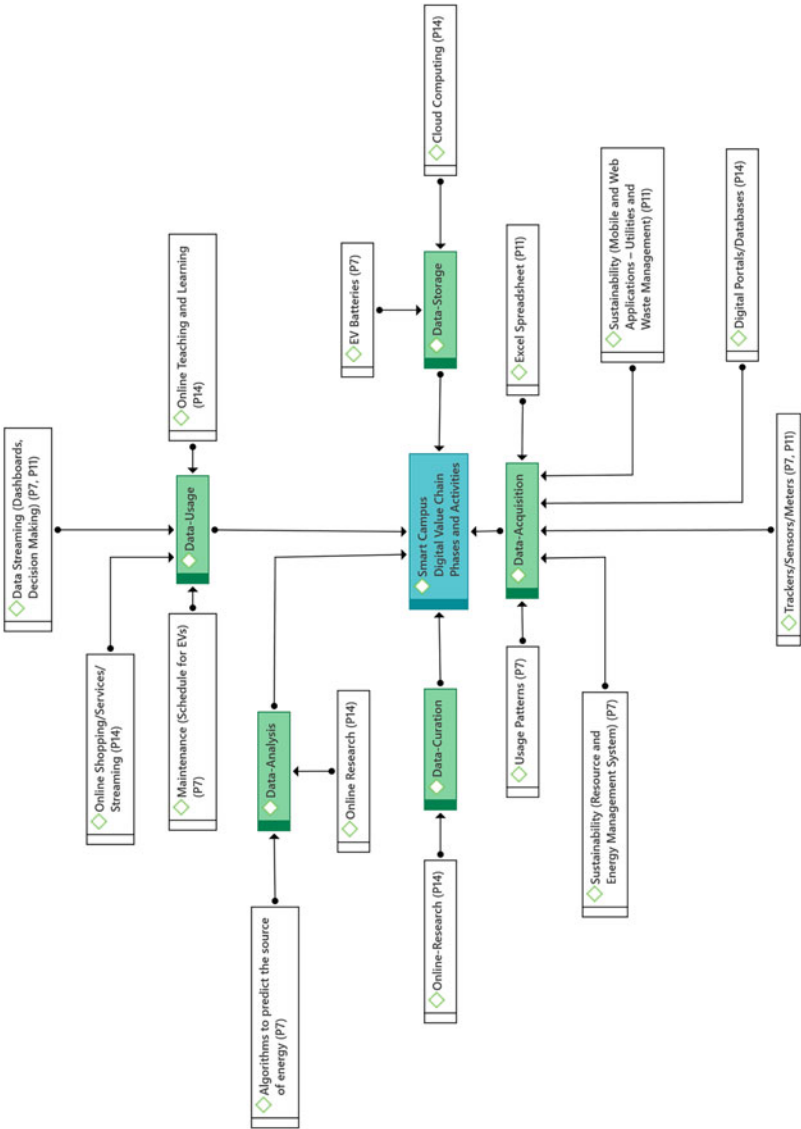 Data Streaming (Dashboards,
Decision Making) (P7, P11)
Online Shopping/Services/
Streaming (P14)
Online Teaching and Learning
(P14)
Maintenance (Schedule for EVs)
(P7)
Data-Usage
Algorithms to predict the source
of energy (P7)
Data-Analysis
Online Research (P14)
EV Batteries (P7)
Cloud Computing (P14)
Data-Storage
Smart Campus
Digital Value Chain
Phases and Activities
Online-Research (P14)
Data-Curation
Usage Patterns (P7)
Data-Acquisition
Excel Spreadsheet (P11)
Sustainability (Resource and
Energy Management System) (P7)
Sustainability (Mobile and Web
Applications – Utilities and
Waste Management) (P11)
Digital Portals/Databases (P14)
Trackers/Sensors/Meters (P7, P11)